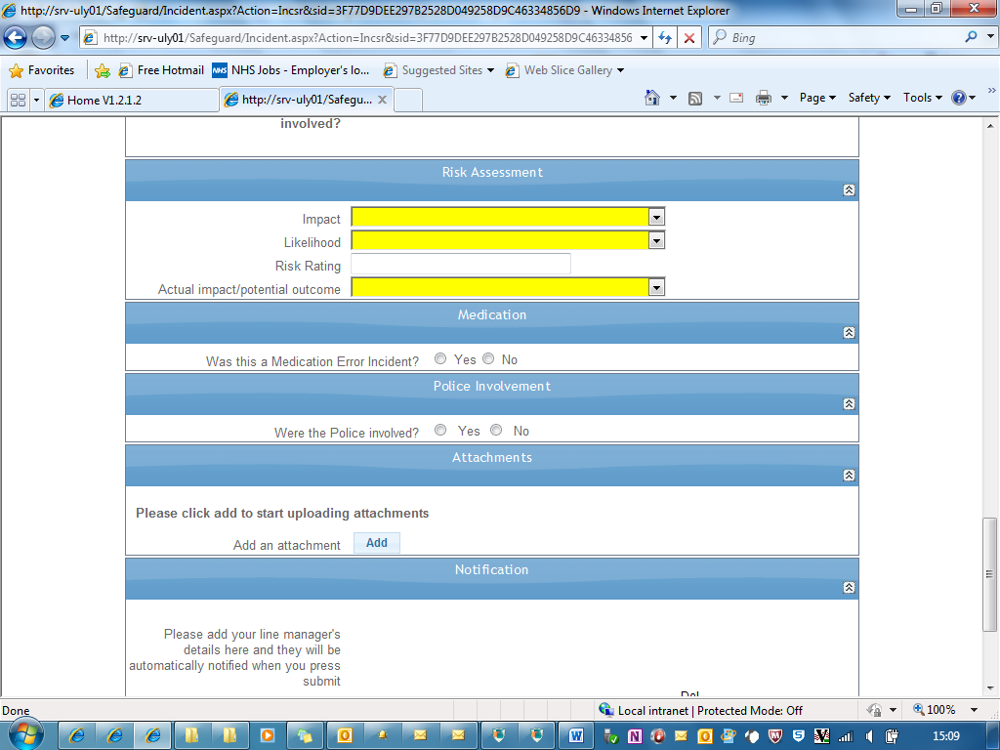 http://srv-uly01/Safeguard/Incident.aspx?Action=Incsr&sid=3F77D9DEE297B2528D049258D9C46334856D9 - Windows Internet Explorer
http://srv-uly01/Safeguard/Incident.aspx?Action=Incsr&sid=3F77D9DEE297B2528D049258D9C46334856
Bing
Favorites
Free Hotmail
NHS
NHS Jobs - Employer's lo...
Suggested Sites
Web Slice Gallery
Home V1.2.1.2
http://srv-uly01/Safegu...
Page
Safety
Tools
involved?
Risk Assessment
Impact
Likelihood
Risk Rating
Actual impact/potential outcome
Medication
Was this a Medication Error Incident? Yes No
Police Involvement
Were the Police involved? Yes No
Attachments
Please click add to start uploading attachments
Add an attachment Add
Notification
Please add your line manager's
details here and they will be
automatically notified when you press
submit
Del
Done
Local intranet | Protected Mode: Off
100%
15:09